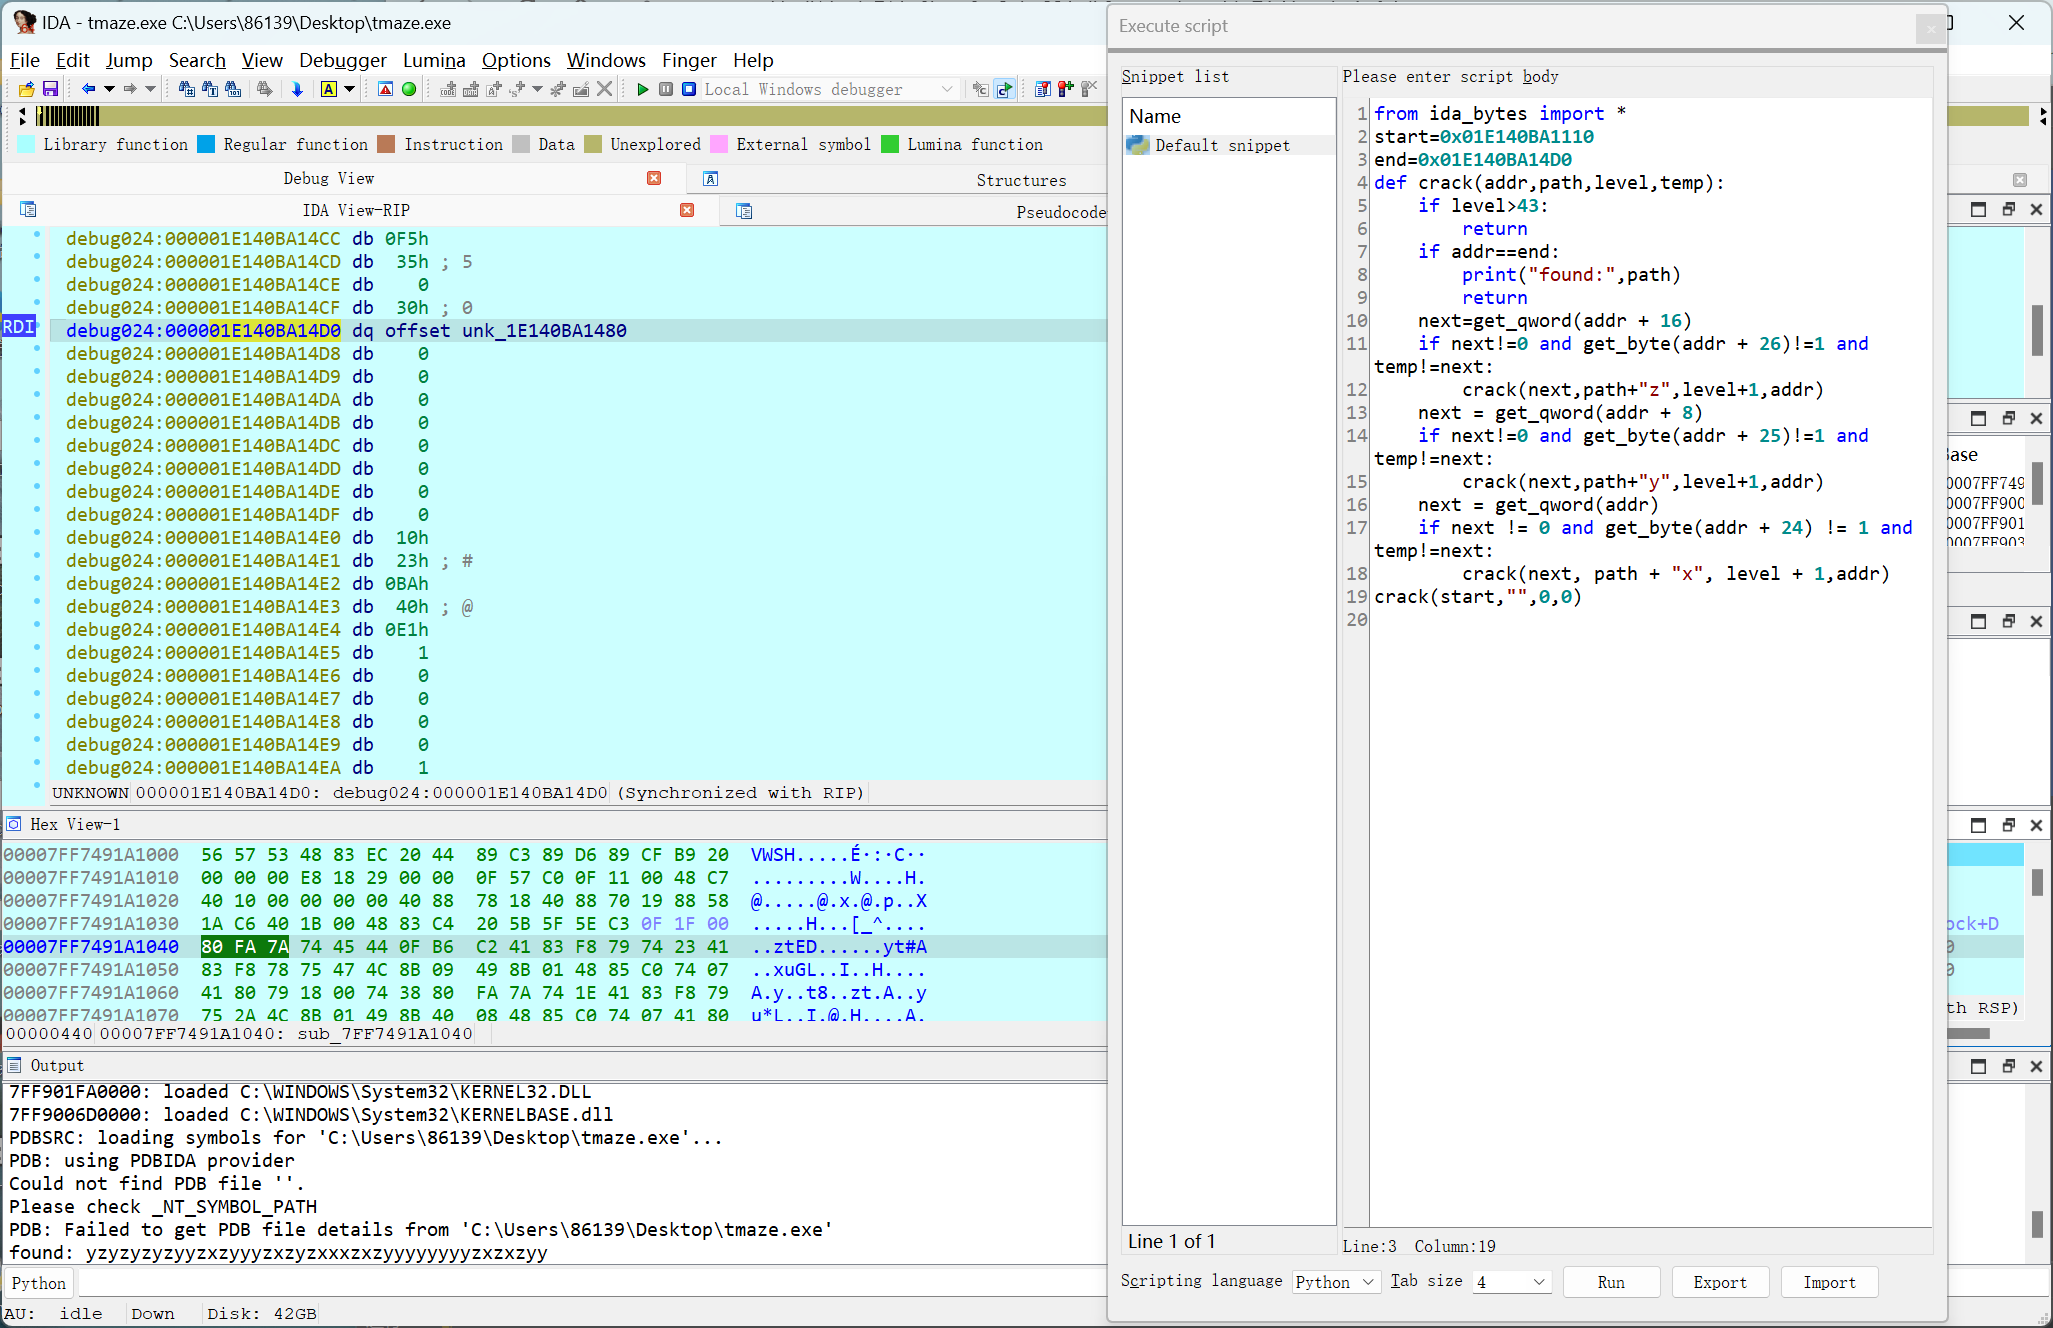 IDA - tmaze.exe C:\Users\86139\Desktop\tmaze.exe
File Edit Jump Search View Debugger Lumina Options Windows Finger Help
Local Windows debugger
Library function Regular function Instruction Data Unexplored External symbol Lumina function
Debug View
Structures
IDA View-RIP
Pseudocode
debug024:000001E140BA14CC db 0F5h
debug024:000001E140BA14CD db 35h ; 5
debug024:000001E140BA14CE db 0
debug024:000001E140BA14CF db 30h ; 0
RDI debug024:000001E140BA14D0 dq offset unk_1E140BA1480
debug024:000001E140BA14D8 db 0
debug024:000001E140BA14D9 db 0
debug024:000001E140BA14DA db 0
debug024:000001E140BA14DB db 0
debug024:000001E140BA14DC db 0
debug024:000001E140BA14DD db 0
debug024:000001E140BA14DE db 0
debug024:000001E140BA14DF db 0
debug024:000001E140BA14E0 db 10h
debug024:000001E140BA14E1 db 23h ; #
debug024:000001E140BA14E2 db 0BAh
debug024:000001E140BA14E3 db 40h ; @
debug024:000001E140BA14E4 db 0E1h
debug024:000001E140BA14E5 db 1
debug024:000001E140BA14E6 db 0
debug024:000001E140BA14E7 db 0
debug024:000001E140BA14E8 db 0
debug024:000001E140BA14E9 db 0
debug024:000001E140BA14EA db 1
UNKNOWN 000001E140BA14D0: debug024:000001E140BA14D0 (Synchronized with RIP)
Hex View-1
00007FF7491A1000 56 57 53 48 83 EC 20 44 89 C3 89 D6 89 CF B9 20 VWSH.....É·:·C··
00007FF7491A1010 00 00 00 E8 18 29 00 00 0F 57 C0 0F 11 00 48 C7 .........W....H.
00007FF7491A1020 40 10 00 00 00 00 40 88 78 18 40 88 70 19 88 58 @.....@.x.@.p..X
00007FF7491A1030 1A C6 40 1B 00 48 83 C4 20 5B 5F 5E C3 0F 1F 00 .....H...[_^....
00007FF7491A1040 80 FA 7A 74 45 44 0F B6 C2 41 83 F8 79 74 23 41 ..ztED......yt#A
00007FF7491A1050 83 F8 78 75 47 4C 8B 09 49 8B 01 48 85 C0 74 07 ..xuGL..I..H....
00007FF7491A1060 41 80 79 18 00 74 38 80 FA 7A 74 1E 41 83 F8 79 A.y..t8..zt.A..y
00007FF7491A1070 75 2A 4C 8B 01 49 8B 40 08 48 85 C0 74 07 41 80 u*L..I.@.H....A.
00000440 00007FF7491A1040: sub_7FF7491A1040
Output
7FF901FA0000: loaded C:\WINDOWS\System32\KERNEL32.DLL
7FF9006D0000: loaded C:\WINDOWS\System32\KERNELBASE.dll
PDBSRC: loading symbols for 'C:\Users\86139\Desktop\tmaze.exe'...
PDB: using PDBIDA provider
Could not find PDB file ''.
Please check _NT_SYMBOL_PATH
PDB: Failed to get PDB file details from 'C:\Users\86139\Desktop\tmaze.exe'
found: yzyzyzyzyyzxzyyyzxzyzxxxzxzyyyyyyyyzxzxzyy
Python
AU: idle Down Disk: 42GB
Execute script
Snippet list
Name
Default snippet
Line 1 of 1
Please enter script body
1 from ida_bytes import *
2 start=0x01E140BA1110
3 end=0x01E140BA14D0
4 def crack(addr,path,level,temp):
5 if level>43:
6 return
7 if addr==end:
8 print("found:",path)
9 return
10 next=get_qword(addr + 16)
11 if next!=0 and get_byte(addr + 26)!=1 and
temp!=next:
12 crack(next,path+"z",level+1,addr)
13 next = get_qword(addr + 8)
14 if next!=0 and get_byte(addr + 25)!=1 and
temp!=next:
15 crack(next,path+"y",level+1,addr)
16 next = get_qword(addr)
17 if next != 0 and get_byte(addr + 24) != 1 and
temp!=next:
18 crack(next, path + "x", level + 1,addr)
19 crack(start,"",0,0)
20
Line:3 Column:19
Scripting language Python Tab size 4 Run Export Import
ase
0007FF749
0007FF900
0007FF901
0007FF903
ock+D
th RSP)